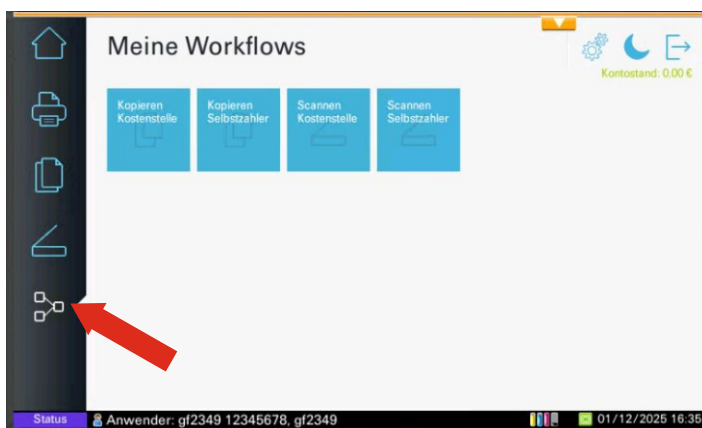 Meine Workflows
Kontostand: 0,00 €
Kopieren
Kostenstelle
Kopieren
Selbstzahler
Scannen
Kostenstelle
Scannen
Selbstzahler
Status
Anwender: gf2349 12345678, gf2349
01/12/2025 16:35